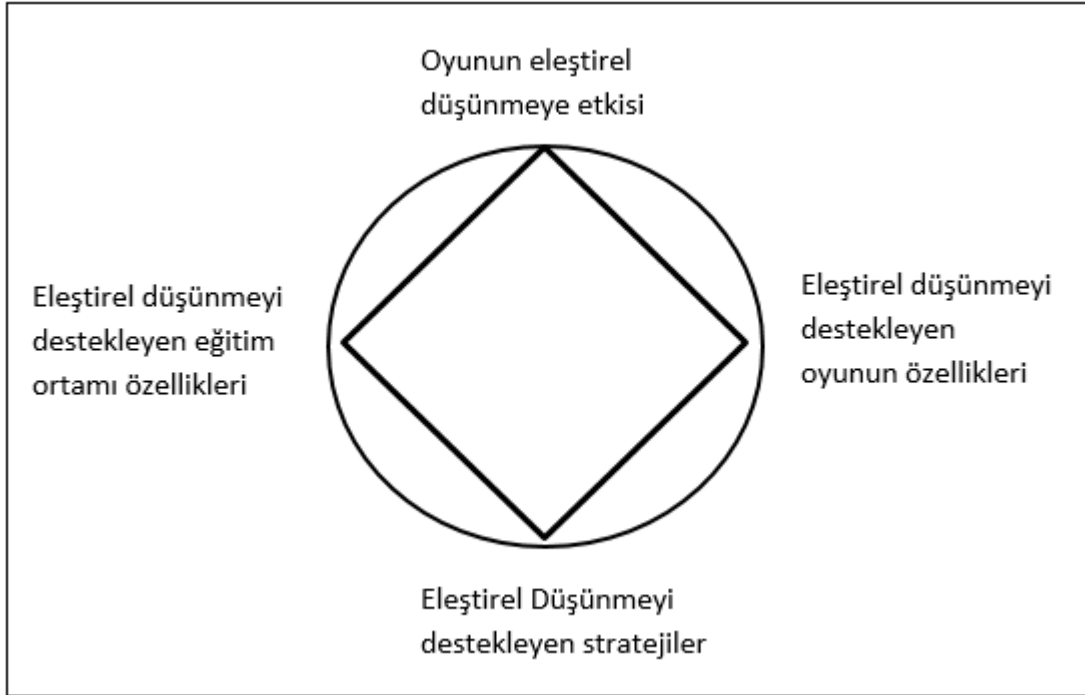 Oyunun eleştirel
düşünmeye etkisi
Eleştirel düşünmeyi
destekleyen eğitim
ortamı özellikleri
Eleştirel düşünmeyi
destekleyen
oyunun özellikleri
Eleştirel Düşünmeyi
destekleyen stratejiler